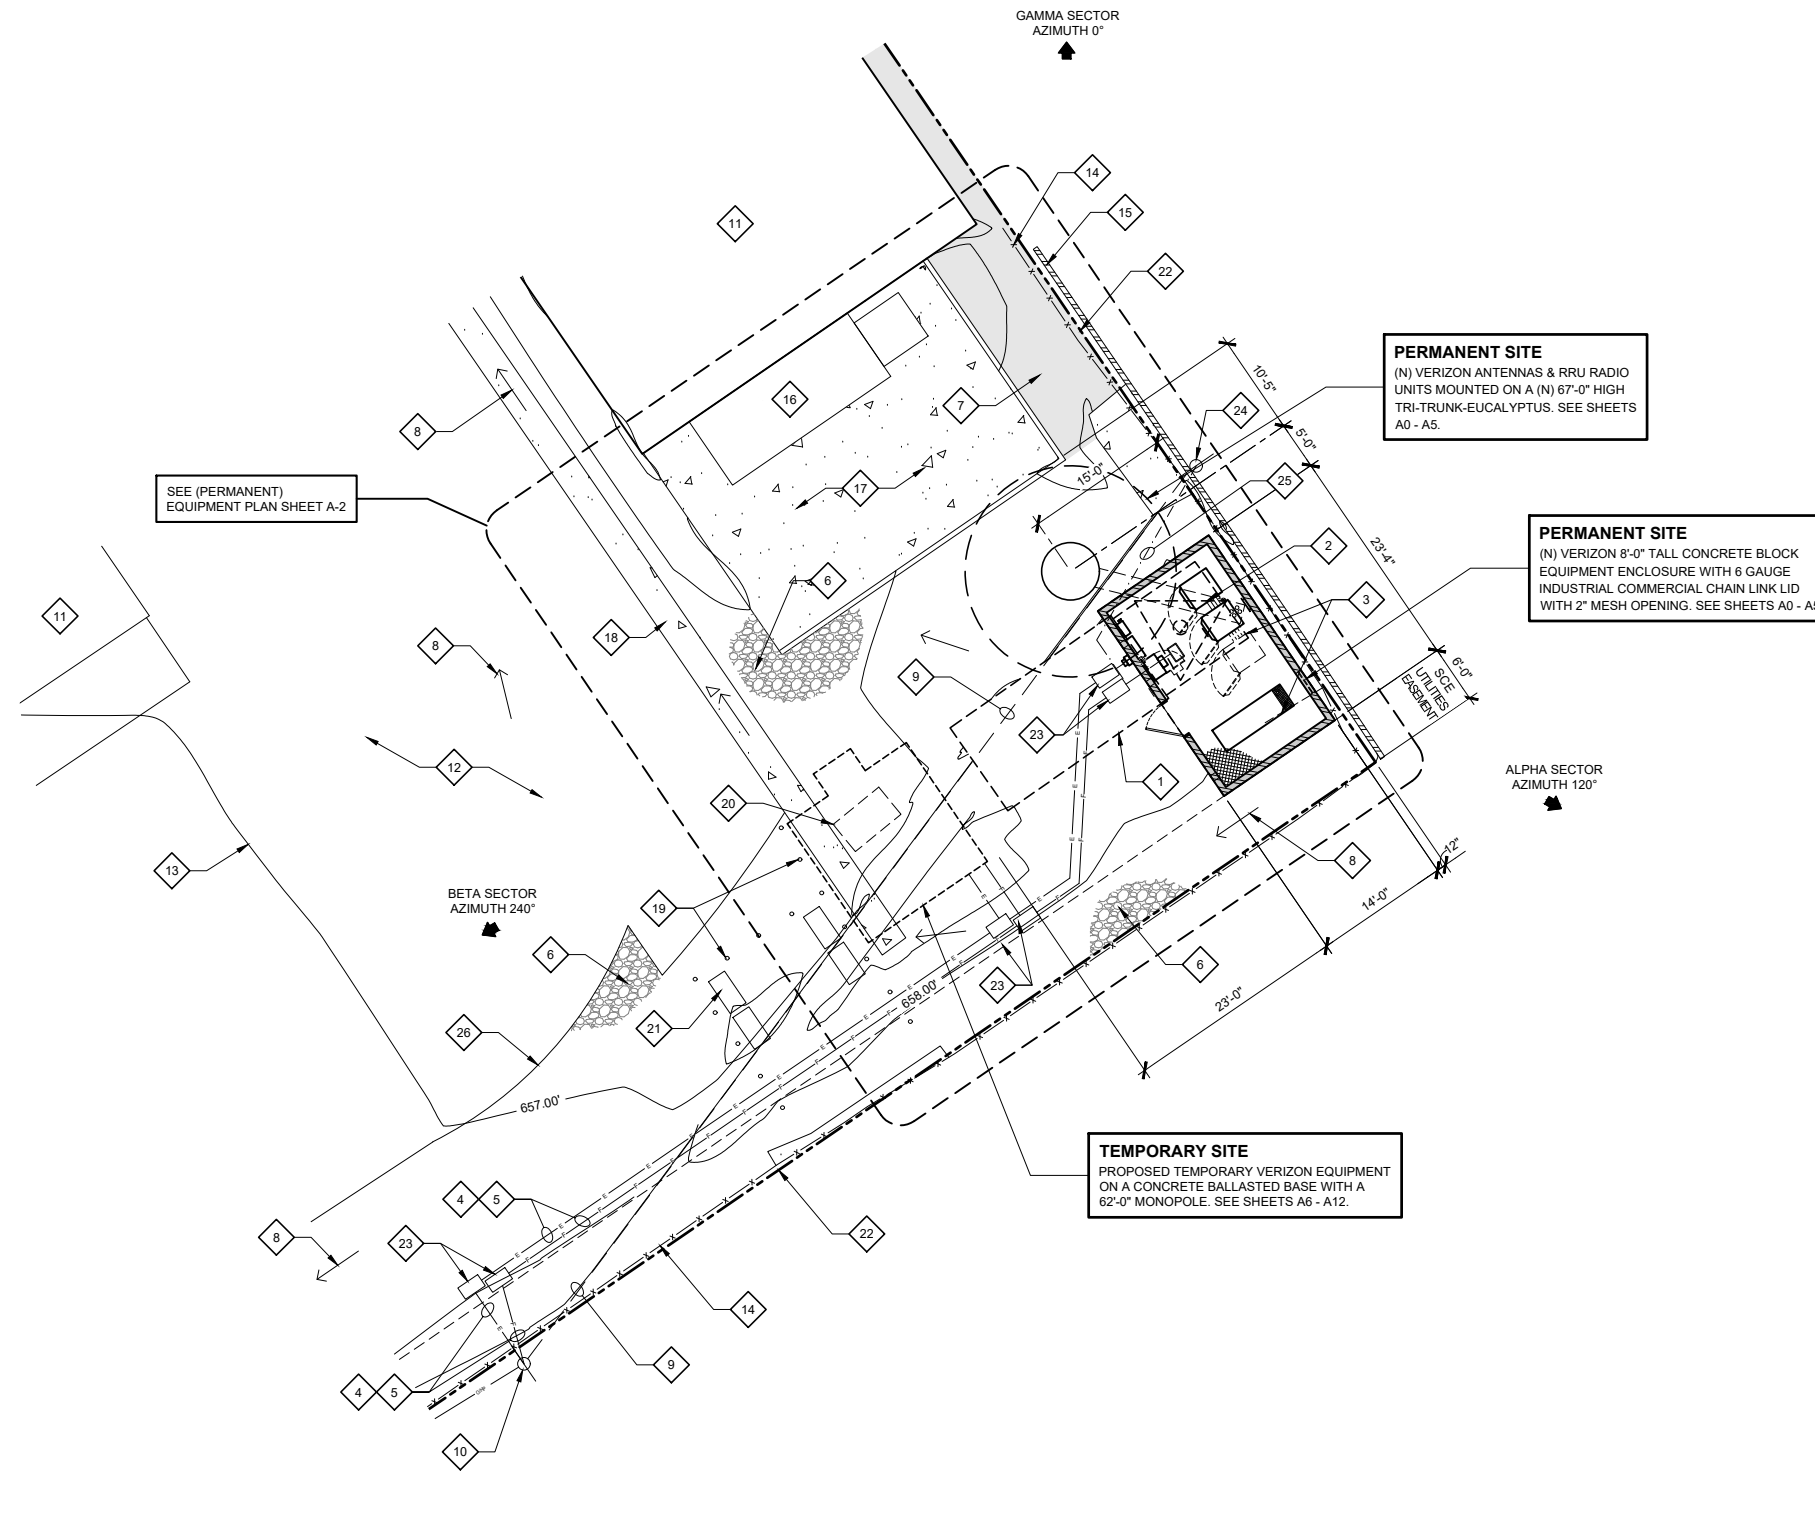 GAMMA SECTOR
AZIMUTH 0°
14
15
11
22
PERMANENT SITE
(N) VERIZON ANTENNAS & RRU RADIO
UNITS MOUNTED ON A (N) 67'-0" HIGH
TRI-TRUNK-EUCALYPTUS. SEE SHEETS
A0 - A5.
10'-5"
16
7
24
8
5'-0"
15'-0"
25
17
SEE (PERMANENT)
EQUIPMENT PLAN SHEET A-2
PERMANENT SITE
(N) VERIZON 8'-0" TALL CONCRETE BLOCK
EQUIPMENT ENCLOSURE WITH 6 GAUGE
INDUSTRIAL COMMERCIAL CHAIN LINK LID
WITH 2" MESH OPENING. SEE SHEETS A0 - A
2
23'-4"
6
3
11
18
8
9
6'-0"
SCE
UTILITIES
EASEMENT
23
12
1
20
ALPHA SECTOR
AZIMUTH 120°
12"
8
13
14'-0"
BETA SECTOR
AZIMUTH 240°
19
6
6
23
658.00'
23'-0"
21
26
657.00'
TEMPORARY SITE
PROPOSED TEMPORARY VERIZON EQUIPMENT
ON A CONCRETE BALLASTED BASE WITH A
62'-0" MONOPOLE. SEE SHEETS A6 - A12.
4 5
22
8
23
14
9
4 5
10